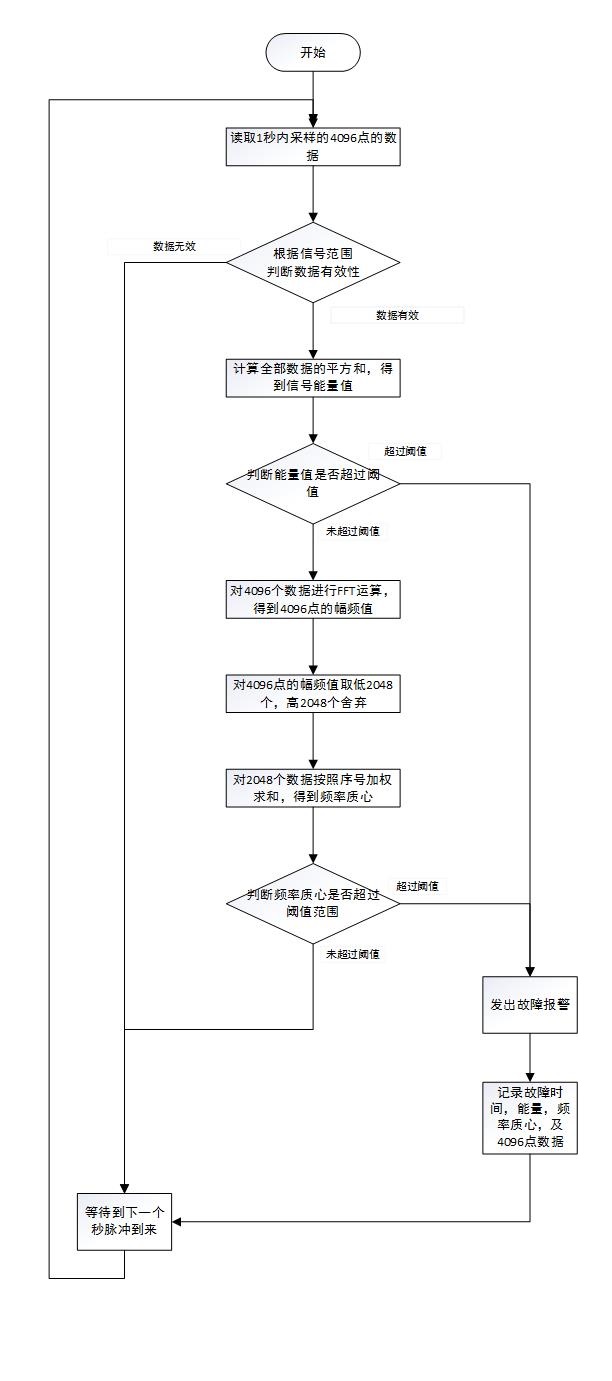 开始
读取1秒内采样的4096点的数
据
数据无效
根据信号范围
判断数据有效性
数据有效
计算全部数据的平方和，得
到信号能量值
超过阈值
判断能量值是否超过阈
值
未超过阈值
对4096个数据进行FFT运算，
得到4096点的幅频值
对4096点的幅频值取低2048
个，高2048个舍弃
对2048个数据按照序号加权
求和，得到频率质心
超过阈值
判断频率质心是否超过
阈值范围
未超过阈值
发出故障报警
记录故障时
间，能量，频
率质心，及
4096点数据
等待到下一个
秒脉冲到来